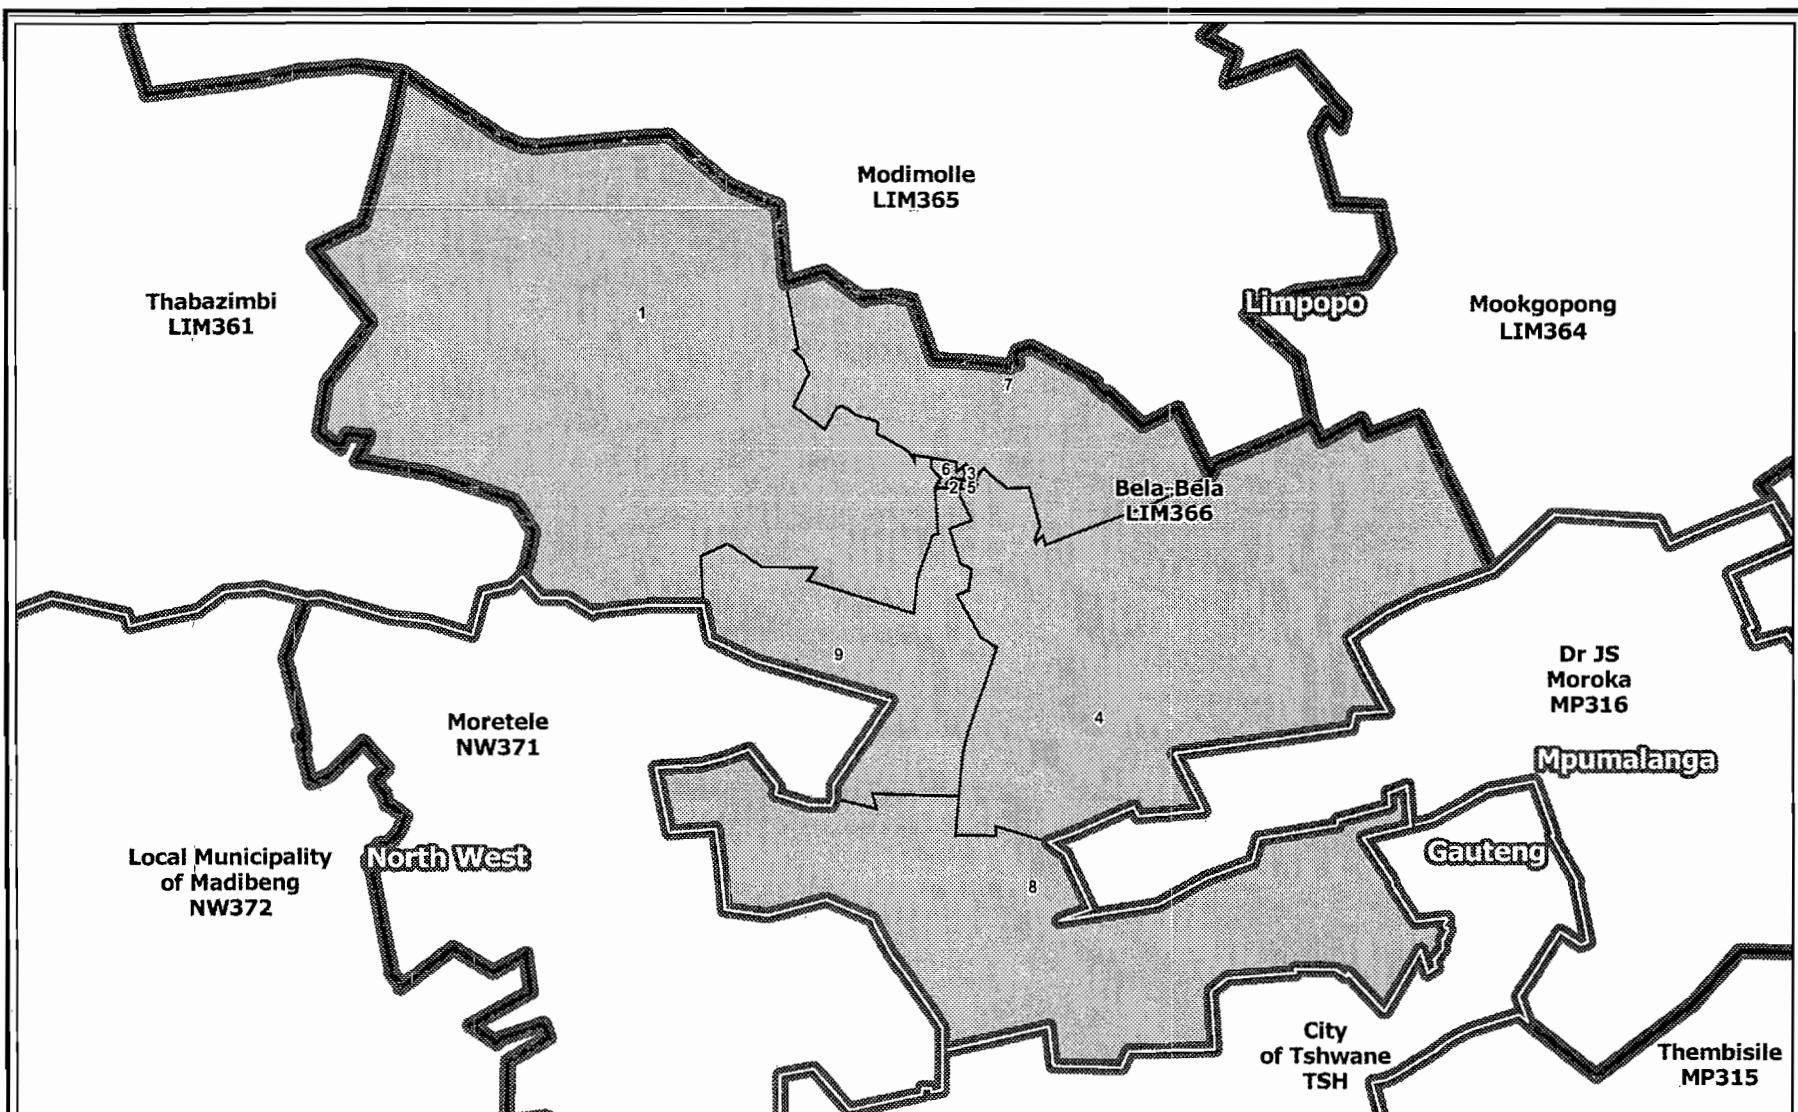 Modimolle
LIM365
Thabazimbi
LIM361
1
Limpopo
Mookgopong
LIM364
7
6
3
2
5
Bela-Bela
LIM366
9
4
Dr JS
Moroka
MP316
Moretele
NW371
Mpumalanga
Local Municipality
of Madibeng
NW372
North West
Gauteng
8
City
of Tshwane
TSH
Thembisile
MP315